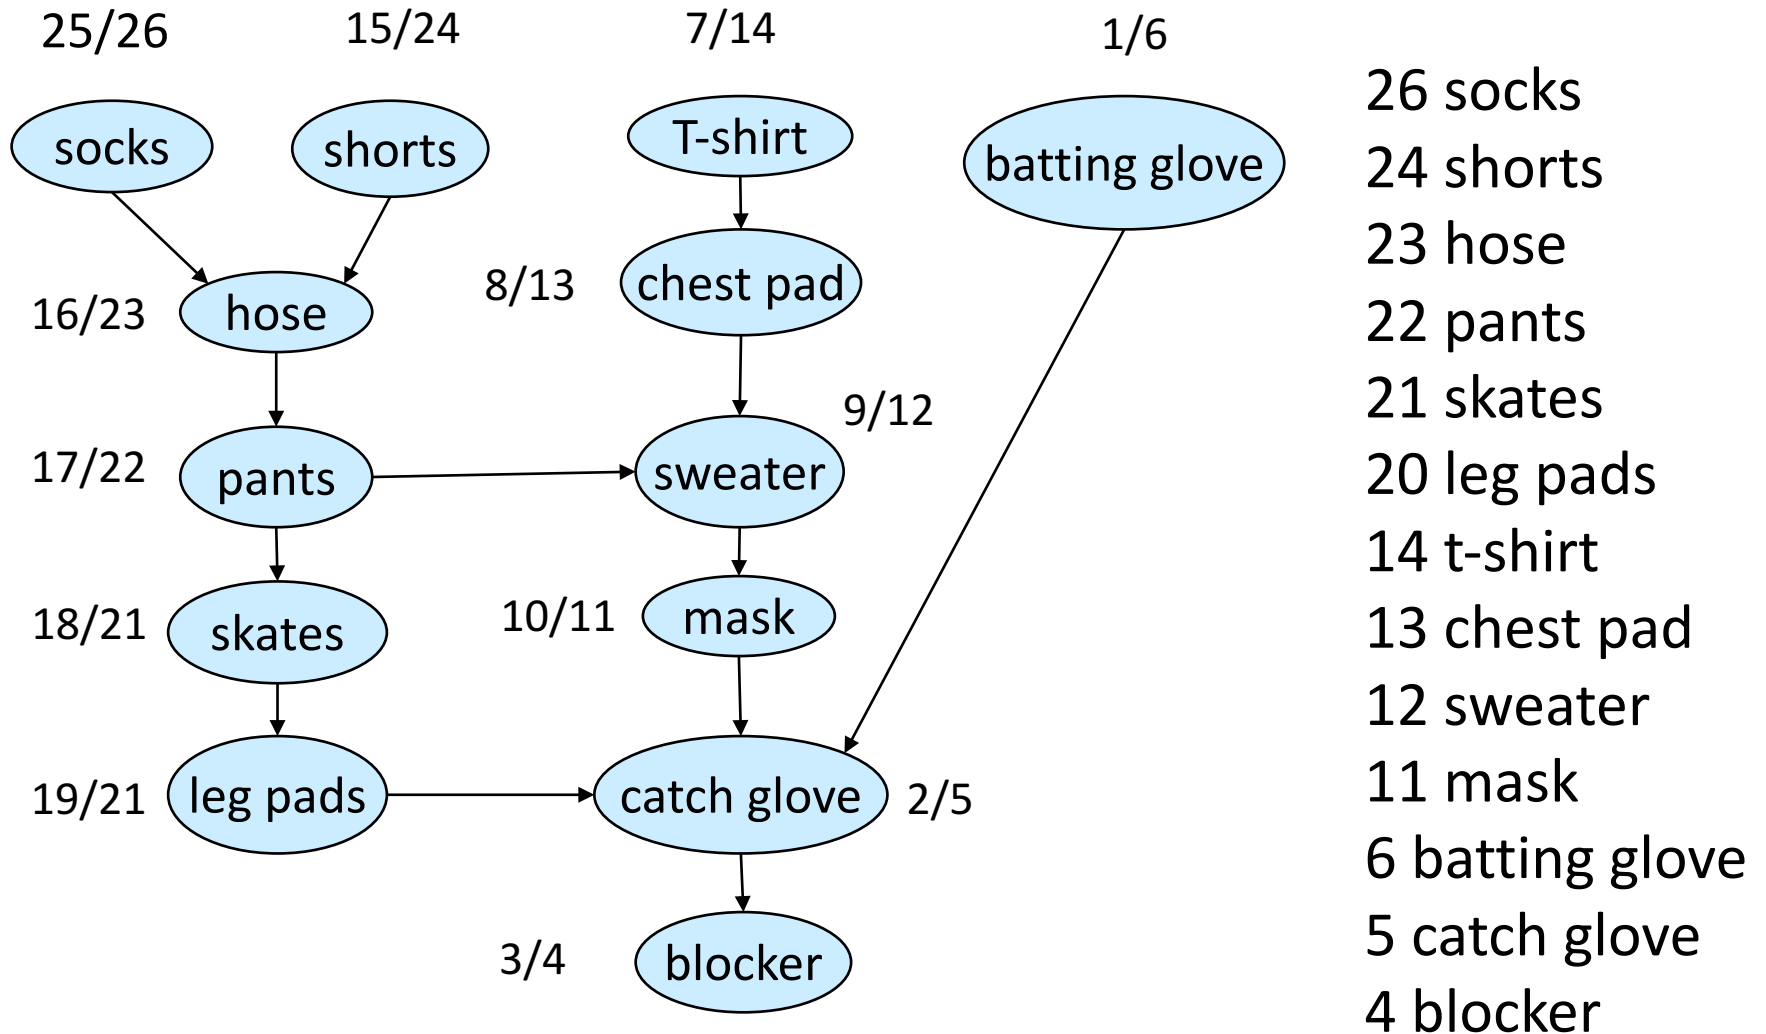 25/26
15/24
7/14
1/6
socks
shorts
T-shirt
batting glove
16/23
hose
8/13
chest pad
9/12
17/22
pants
sweater
18/21
skates
10/11
mask
19/21
leg pads
catch glove
2/5
3/4
blocker
26 socks
24 shorts
23 hose
22 pants
21 skates
20 leg pads
14 t-shirt
13 chest pad
12 sweater
11 mask
6 batting glove
5 catch glove
4 blocker